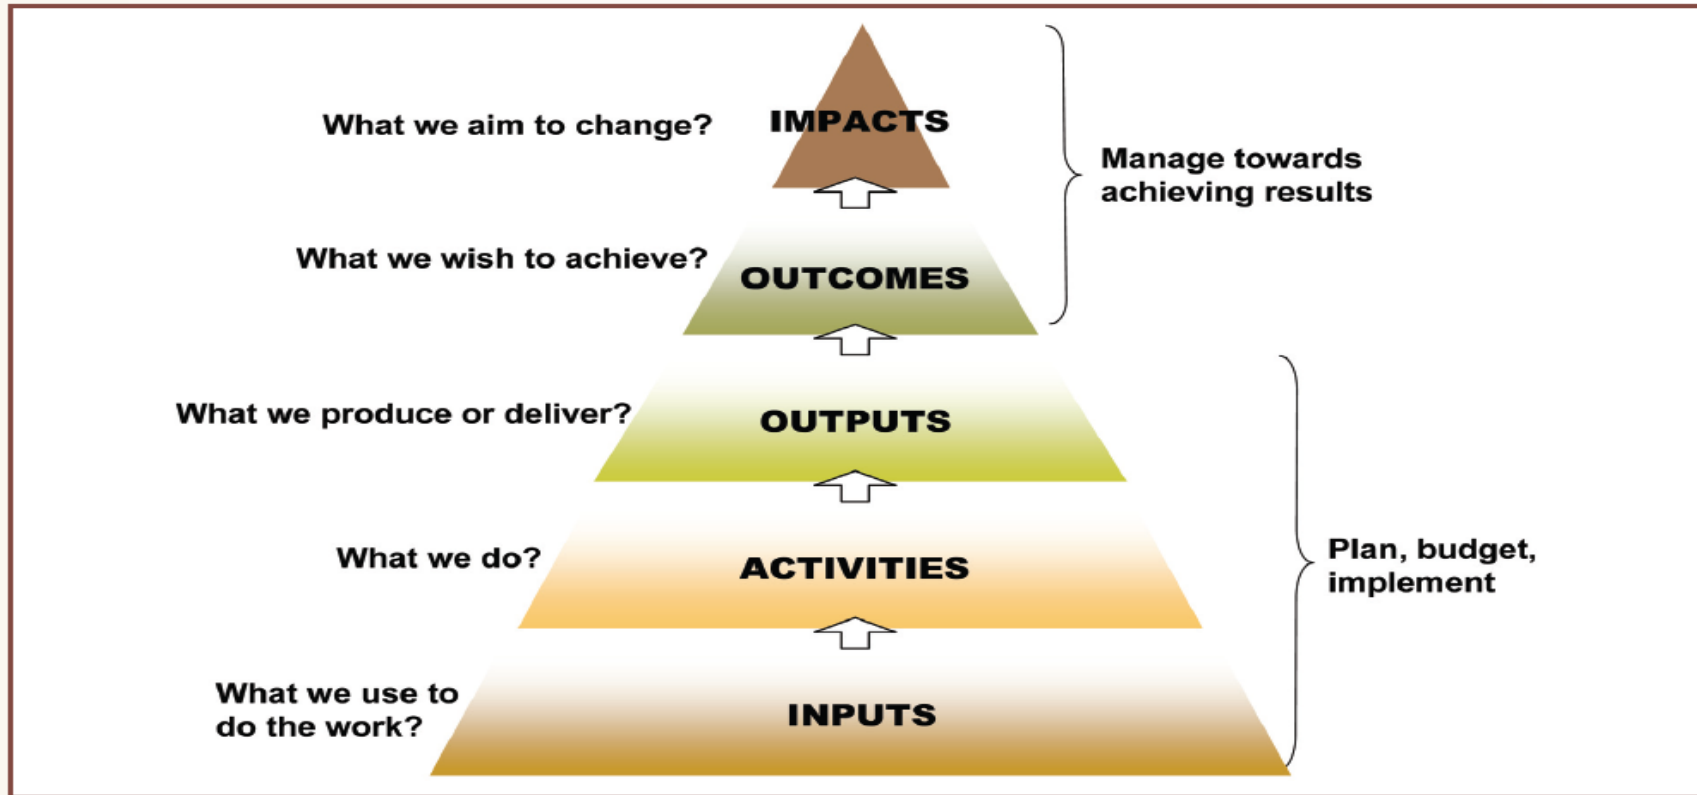 What we aim to change?
IMPACTS
Manage towards
achieving results
What we wish to achieve?
OUTCOMES
What we produce or deliver?
OUTPUTS
What we do?
ACTIVITIES
Plan, budget,
implement
What we use to
do the work?
INPUTS